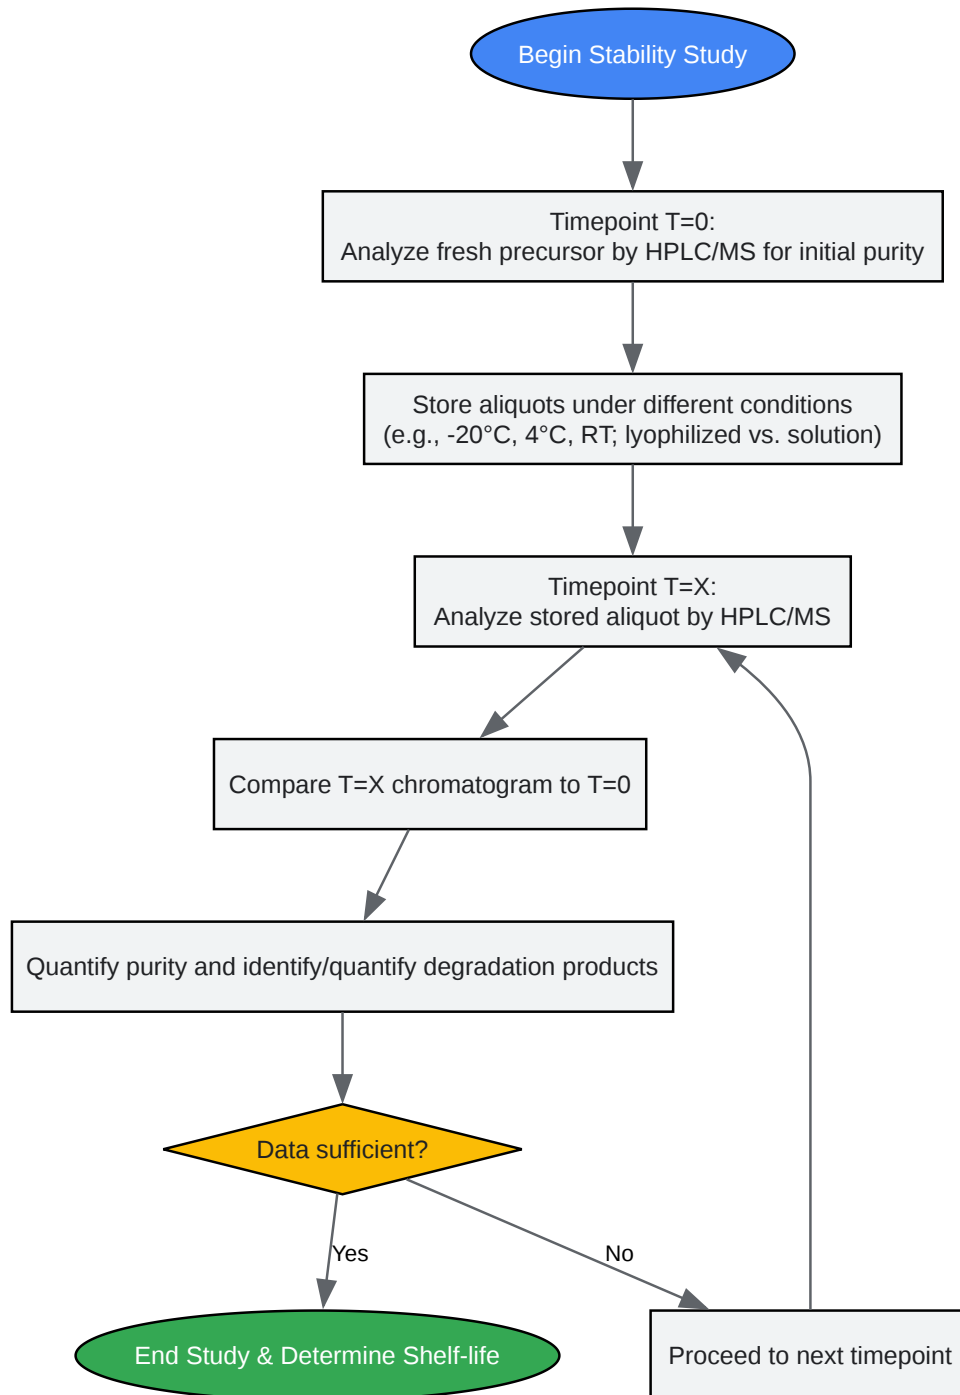 Begin Stability Study
Timepoint T=0:
Analyze fresh precursor by HPLC/MS for initial purity
Store aliquots under different conditions
(e.g., -20°C, 4°C, RT; lyophilized vs. solution)
Timepoint T=X:
Analyze stored aliquot by HPLC/MS
Compare T=X chromatogram to T=0
Quantify purity and identify/quantify degradation products
Data sufficient?
Yes
No
End Study & Determine Shelf-life
Proceed to next timepoint